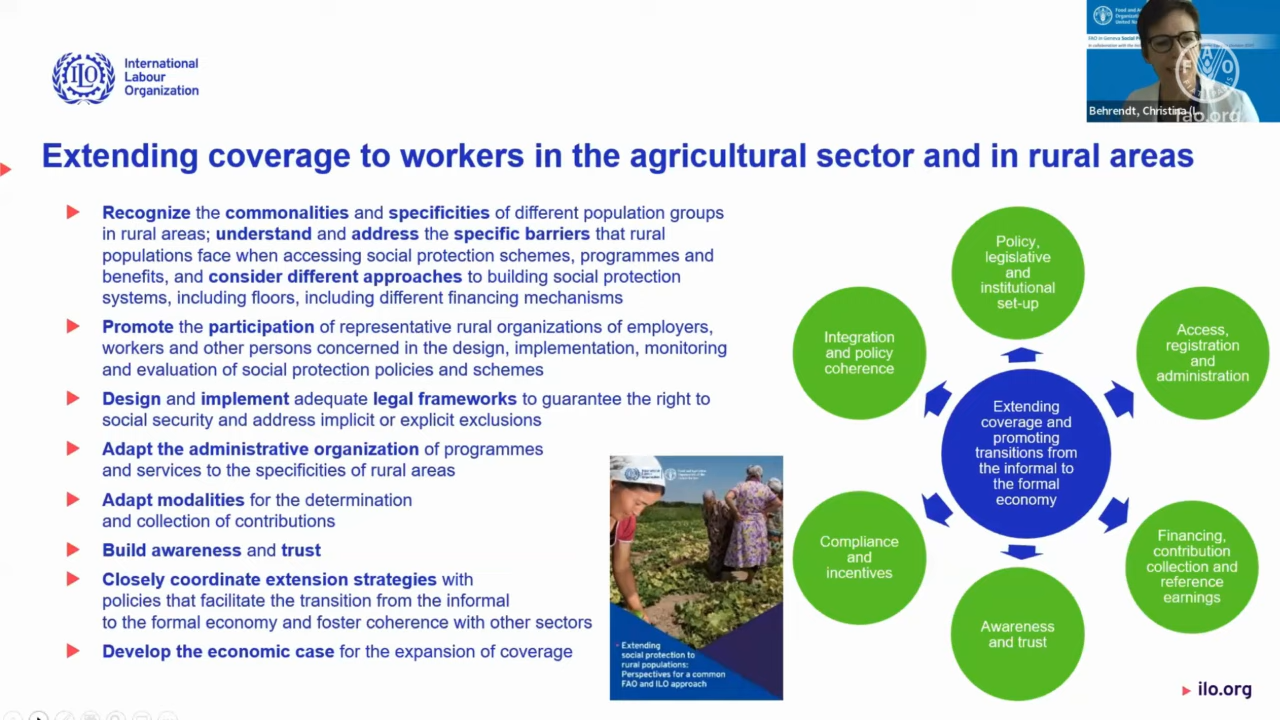 International
Labour
Organization
Behrendt, Christina (I...
FAO
fao.org
Extending coverage to workers in the agricultural sector and in rural areas
Recognize the commonalities and specificities of different population groups
in rural areas; understand and address the specific barriers that rural
populations face when accessing social protection schemes, programmes and
benefits, and consider different approaches to building social protection
systems, including floors, including different financing mechanisms
Promote the participation of representative rural organizations of employers,
workers and other persons concerned in the design, implementation, monitoring
and evaluation of social protection policies and schemes
Design and implement adequate legal frameworks to guarantee the right to
social security and address implicit or explicit exclusions
Adapt the administrative organization of programmes
and services to the specificities of rural areas
Adapt modalities for the determination
and collection of contributions
Build awareness and trust
Closely coordinate extension strategies with
policies that facilitate the transition from the informal
to the formal economy and foster coherence with other sectors
Develop the economic case for the expansion of coverage
Extending
social protection to
rural populations:
Perspectives for a common
FAO and ILO approach
Policy,
legislative
and
institutional
set-up
Integration
and policy
coherence
Access,
registration
and
administration
Extending
coverage and
promoting
transitions from
the informal to
the formal
economy
Compliance
and
incentives
Financing,
contribution
collection and
reference
earnings
Awareness
and trust
ilo.org